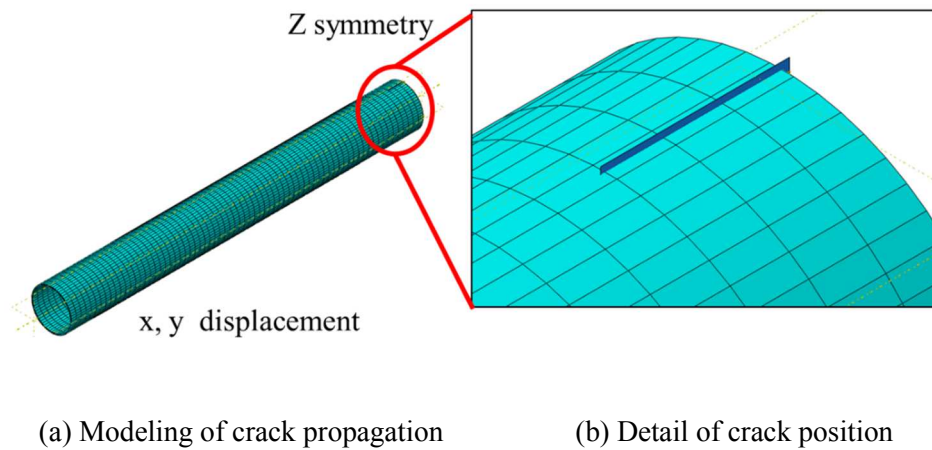 Z symmetry
x, y displacement
(a) Modeling of crack propagation
(b) Detail of crack position